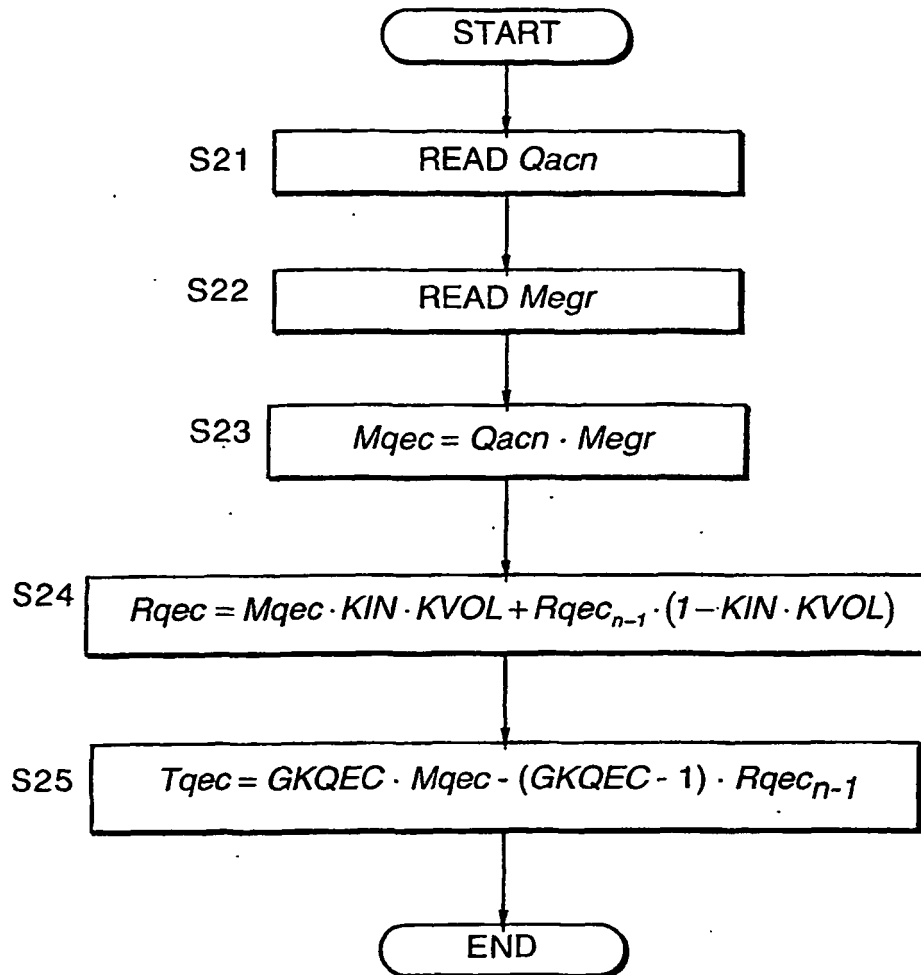 START
S21
READ Qacn
S22
READ Megr
S23
Mqec = Qacn · Megr
S24
Rqec = Mqec · KIN · KVOL + Rqecₙ₋₁ · (1 − KIN · KVOL)
S25
Tqec = GKQEC · Mqec - (GKQEC - 1) · Rqecₙ₋₁
END